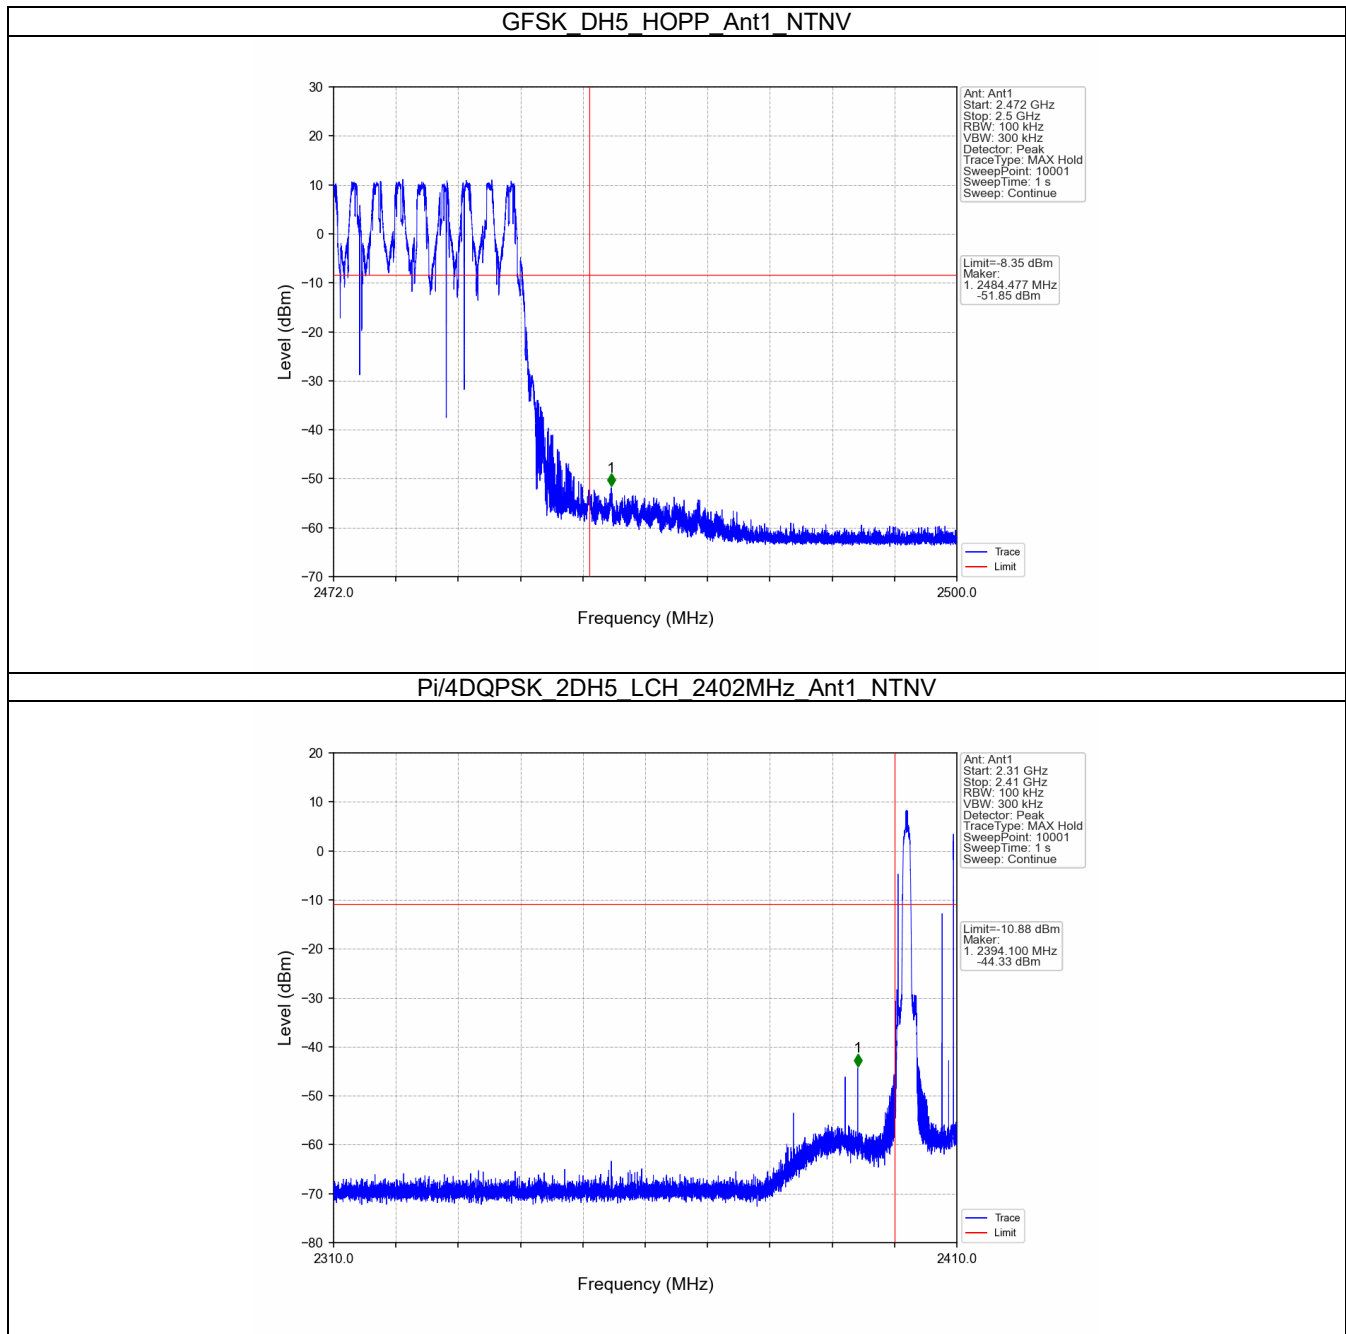 GFSK_DH5_HOPP_Ant1_NTNV
30
20
10
0
−10
−20
−30
−40
−50
−60
−70
Level (dBm)
1
2472.0
2500.0
Frequency (MHz)
Ant: Ant1
Start: 2.472 GHz
Stop: 2.5 GHz
RBW: 100 kHz
VBW: 300 kHz
Detector: Peak
TraceType: MAX Hold
SweepPoint: 10001
SweepTime: 1 s
Sweep: Continue
Limit=-8.35 dBm
Maker:
1. 2484.477 MHz
-51.85 dBm
Trace
Limit
Pi/4DQPSK_2DH5_LCH_2402MHz_Ant1_NTNV
20
10
0
−10
−20
−30
−40
−50
−60
−70
−80
Level (dBm)
1
2310.0
2410.0
Frequency (MHz)
Ant: Ant1
Start: 2.31 GHz
Stop: 2.41 GHz
RBW: 100 kHz
VBW: 300 kHz
Detector: Peak
TraceType: MAX Hold
SweepPoint: 10001
SweepTime: 1 s
Sweep: Continue
Limit=-10.88 dBm
Maker:
1. 2394.100 MHz
-44.33 dBm
Trace
Limit